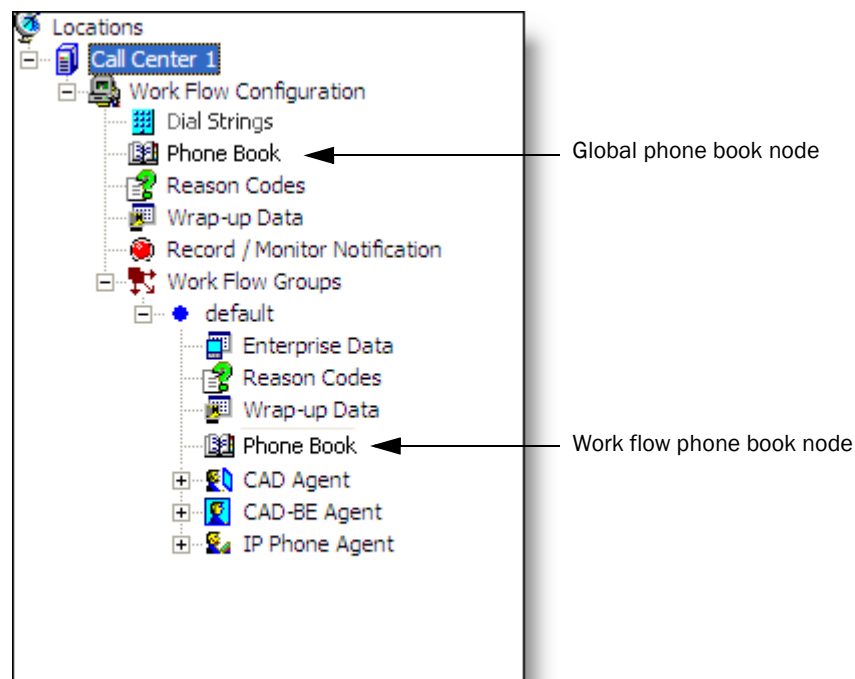 Locations
Call Center 1
Work Flow Configuration
Dial Strings
Phone Book
Global phone book node
Reason Codes
Wrap-up Data
Record / Monitor Notification
Work Flow Groups
default
Enterprise Data
Reason Codes
Wrap-up Data
Phone Book
Work flow phone book node
CAD Agent
CAD-BE Agent
IP Phone Agent